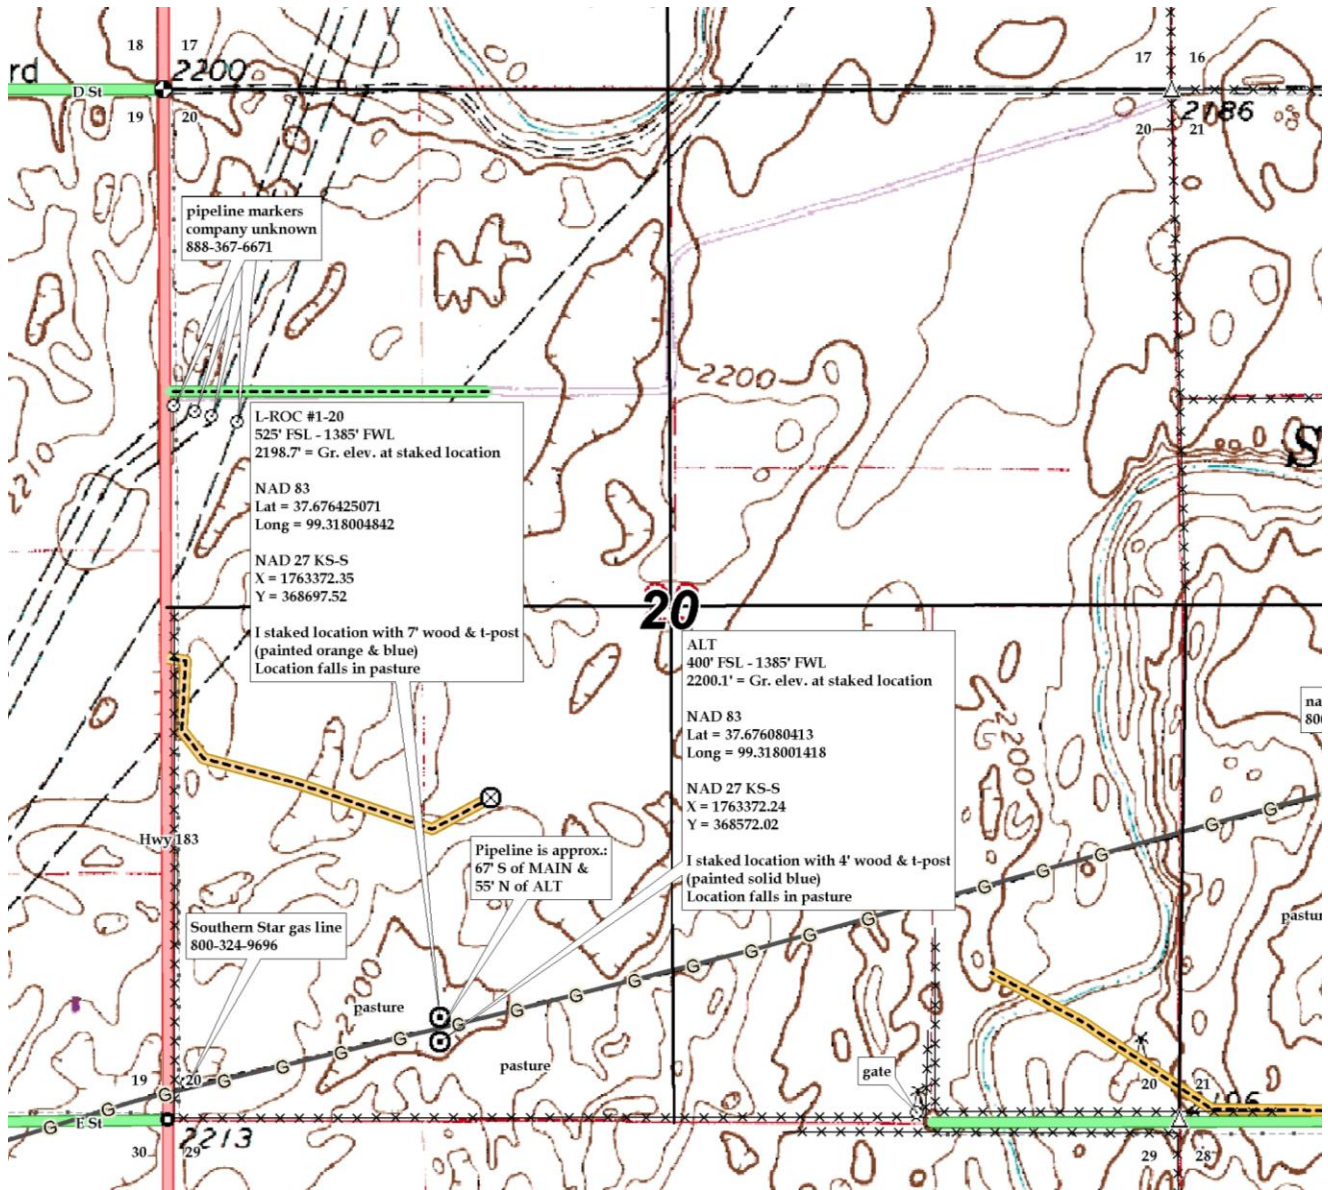 18 17
17 16
rd
D St
2200
19 20
2186
20 21
pipeline markers
company unknown
888-367-6671
2200
2210
L-ROC #1-20
525' FSL - 1385' FWL
2198.7' = Gr. elev. at staked location
NAD 83
Lat = 37.676425071
Long = 99.318004842
NAD 27 KS-S
X = 1763372.35
Y = 368697.52
I staked location with 7' wood & t-post
(painted orange & blue)
Location falls in pasture
S
20
ALT
400' FSL - 1385' FWL
2200.1' = Gr. elev. at staked location
NAD 83
Lat = 37.676080413
Long = 99.318001418
NAD 27 KS-S
X = 1763372.24
Y = 368572.02
I staked location with 4' wood & t-post
(painted solid blue)
Location falls in pasture
2200
na
800
Hwy 183
Pipeline is approx.:
67' S of MAIN &
55' N of ALT
Southern Star gas line
800-324-9696
2200
pasture
pasture
pastur
gate
G G G G G G G G G G G G G G G G G G G G G G
19 20
20 21
E St
2213
30 29
29 28